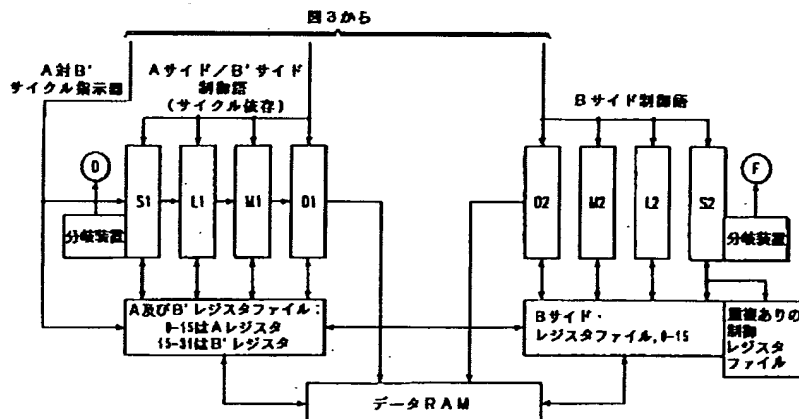 図3から
A対B'
サイクル指示器
Aサイド/B'サイド
制御語
(サイクル依存)
Bサイド制御語
D
S1
L1
M1
D1
D2
M2
L2
S2
F
分岐装置
分岐装置
A及びB'レジスタファイル:
0-15はAレジスタ
15-31はB'レジスタ
Bサイド・
レジスタファイル,0-15
重複ありの
制御
レジスタ
ファイル
データRAM